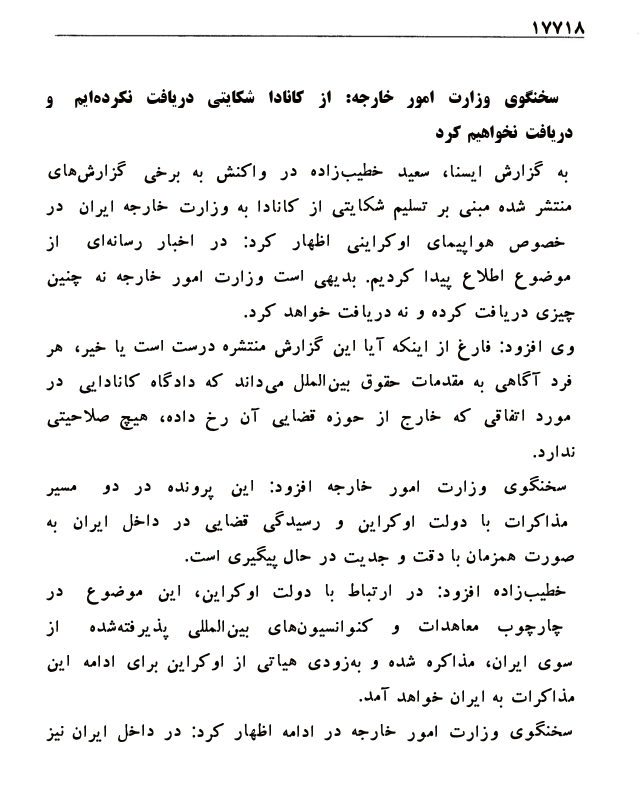 ۱۷۷۱۸
سخنگوی وزارت امور خارجه: از کانادا شکایتی دریافت نکرده‌ایم و
دریافت نخواهیم کرد
به گزارش ایسنا، سعید خطیب‌زاده در واکنش به برخی گزارش‌های
منتشر شده مبنی بر تسلیم شکایتی از کانادا به وزارت خارجه ایران در
خصوص هواپیمای اوکراینی اظهار کرد: در اخبار رسانه‌ای از
موضوع اطلاع پیدا کردیم. بدیهی است وزارت امور خارجه نه چنین
چیزی دریافت کرده و نه دریافت خواهد کرد.
وی افزود: فارغ از اینکه آیا این گزارش منتشره درست است یا خیر، هر
فرد آگاهی به مقدمات حقوق بین‌الملل می‌داند که دادگاه کانادایی در
مورد اتفاقی که خارج از حوزه قضایی آن رخ داده، هیچ صلاحیتی
ندارد.
سخنگوی وزارت امور خارجه افزود: این پرونده در دو مسیر
مذاکرات با دولت اوکراین و رسیدگی قضایی در داخل ایران به
صورت همزمان با دقت و جدیت در حال پیگیری است.
خطیب‌زاده افزود: در ارتباط با دولت اوکراین، این موضوع در
چارچوب معاهدات و کنوانسیون‌های بین‌المللی پذیرفته‌شده از
سوی ایران، مذاکره شده و به‌زودی هیاتی از اوکراین برای ادامه این
مذاکرات به ایران خواهد آمد.
سخنگوی وزارت امور خارجه در ادامه اظهار کرد: در داخل ایران نیز